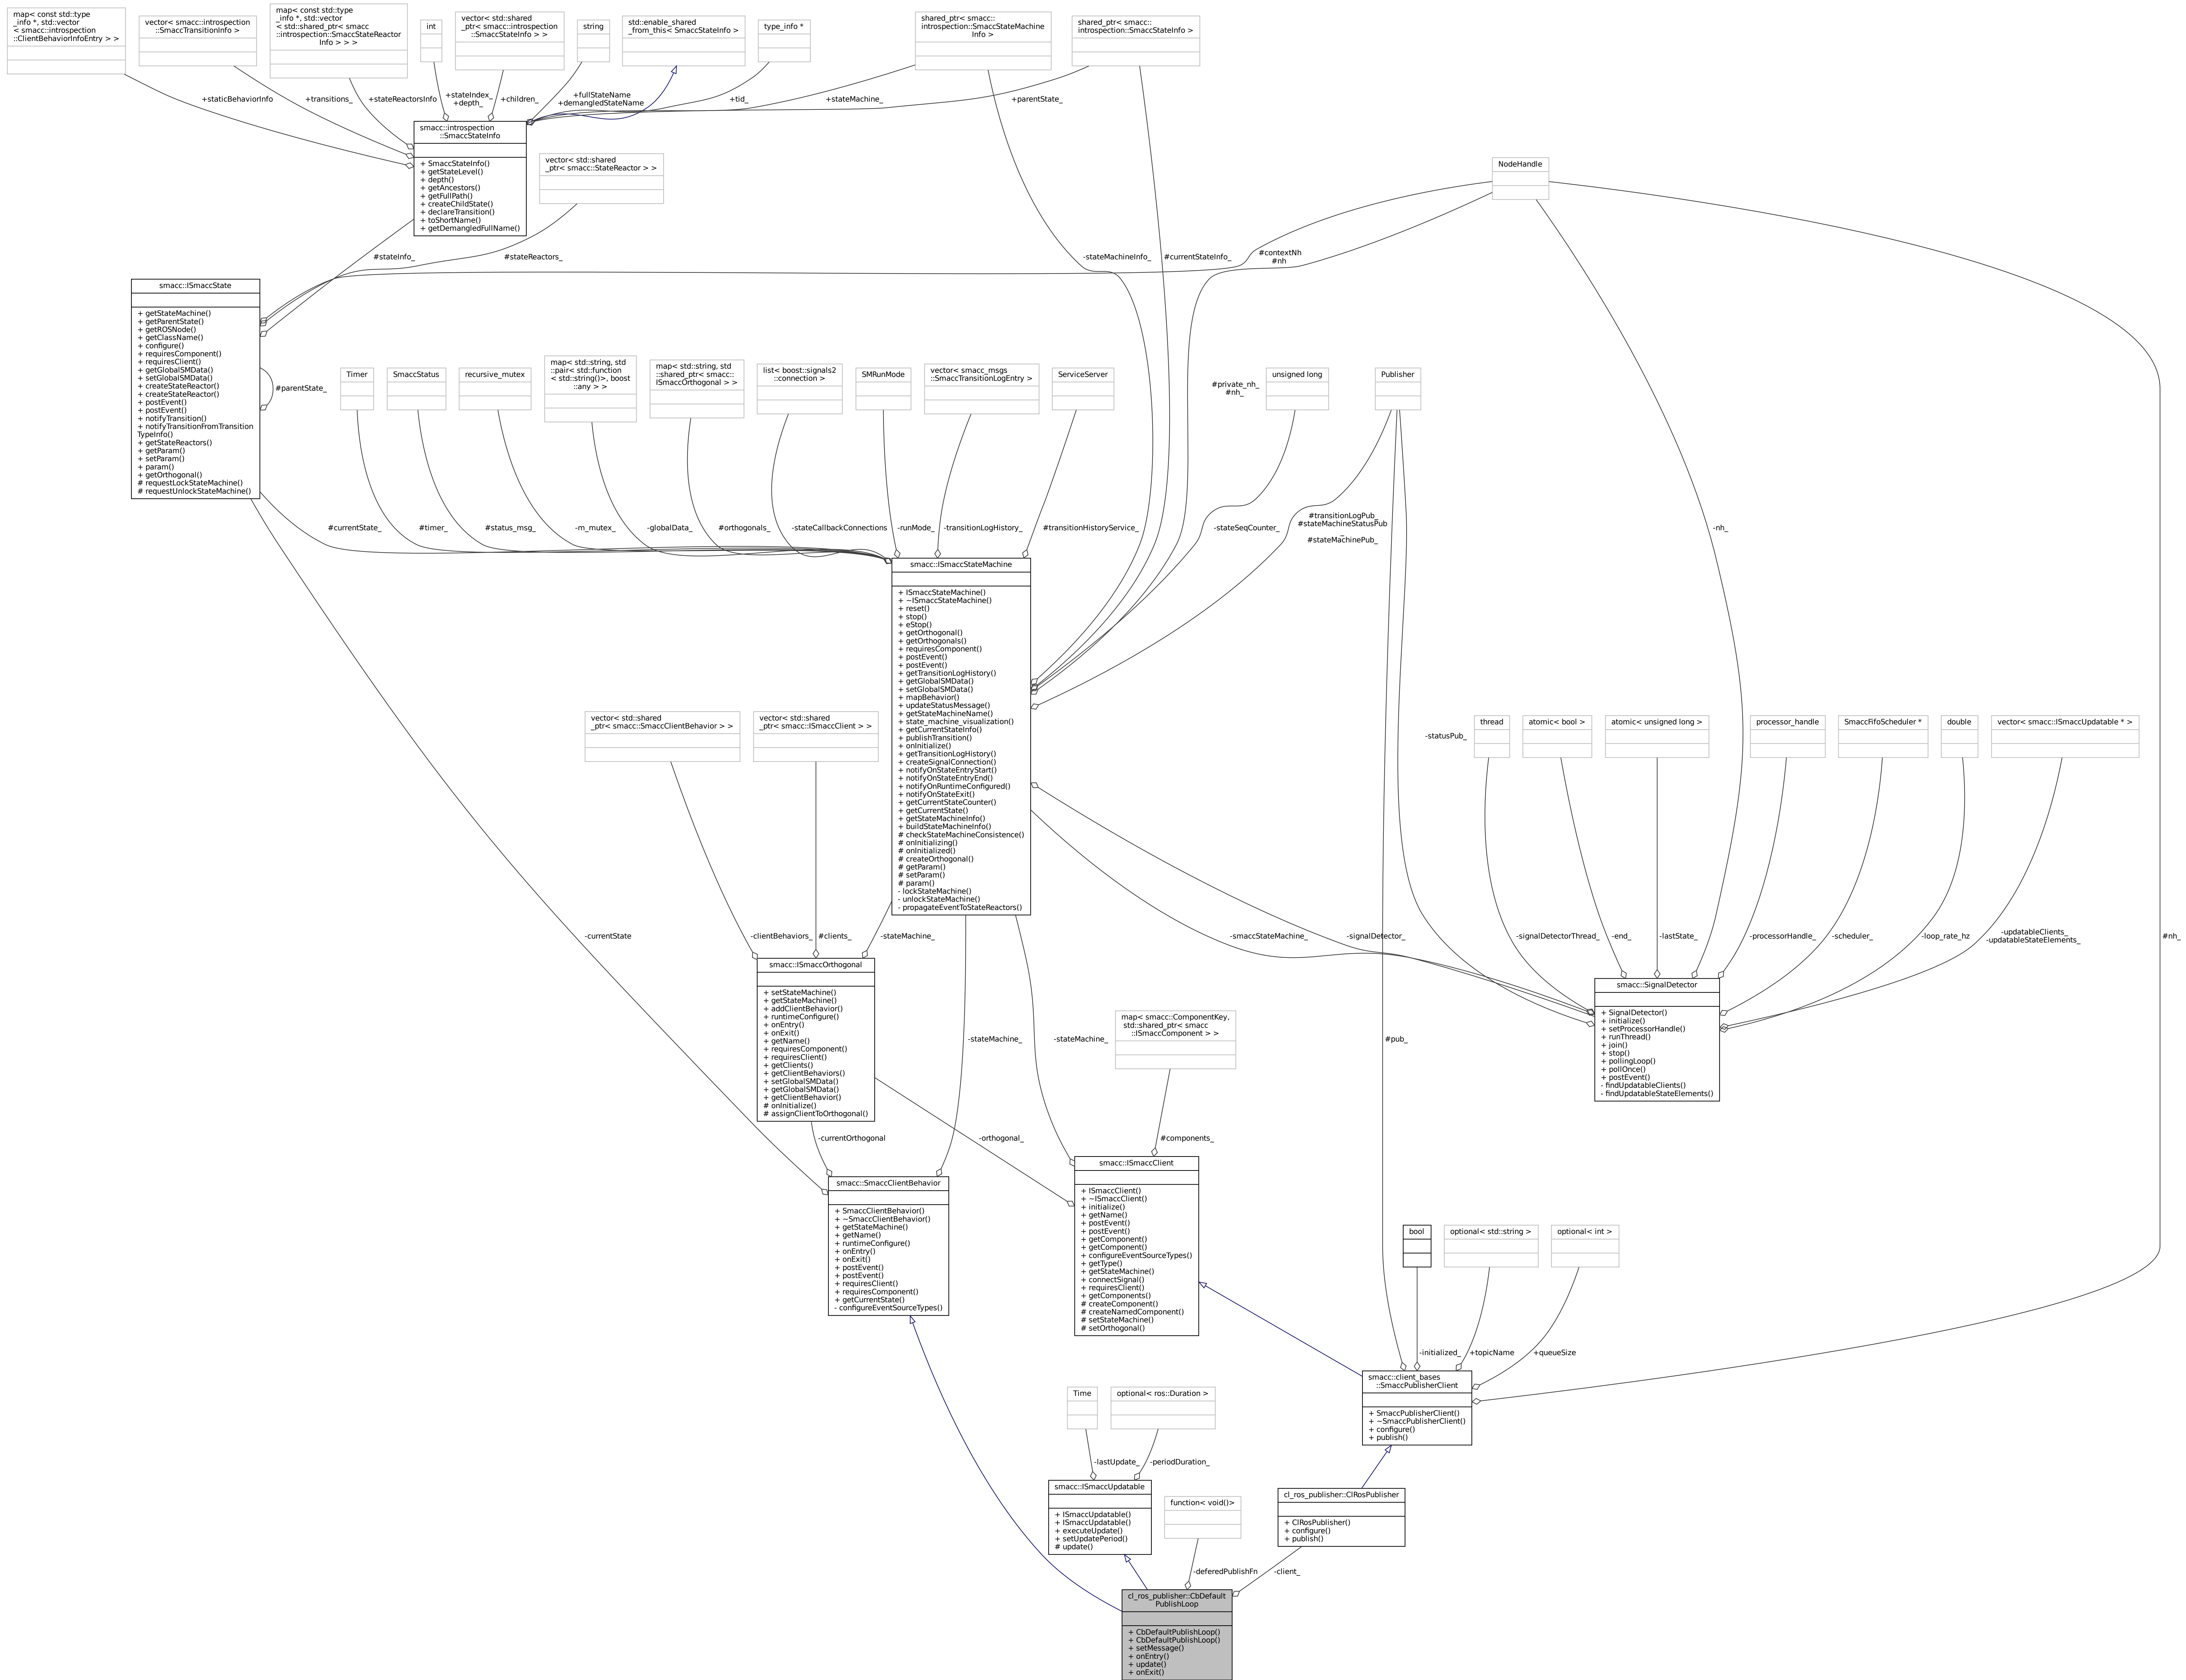 map< const std::type
_info *, std::vector
< smacc::introspection
::ClientBehaviorInfoEntry > >
vector< smacc::introspection
::SmaccTransitionInfo >
map< const std::type
_info *, std::vector
< std::shared_ptr< smacc
::introspection::SmaccStateReactor
Info > > >
int
vector< std::shared
_ptr< smacc::introspection
::SmaccStateInfo > >
string
std::enable_shared
_from_this< SmaccStateInfo >
type_info *
shared_ptr< smacc::
introspection::SmaccStateMachine
Info >
shared_ptr< smacc::
introspection::SmaccStateInfo >
+staticBehaviorInfo
+transitions_
+stateReactorsInfo
+stateIndex_
+depth_
+children_
+fullStateName
+demangledStateName
+tid_
+stateMachine_
+parentState_
smacc::introspection
::SmaccStateInfo
+ SmaccStateInfo()
+ getStateLevel()
+ depth()
+ getAncestors()
+ getFullPath()
+ createChildState()
+ declareTransition()
+ toShortName()
+ getDemangledFullName()
vector< std::shared
_ptr< smacc::StateReactor > >
NodeHandle
#stateInfo_
#stateReactors_
-stateMachineInfo_
#currentStateInfo_
#contextNh
#nh
smacc::ISmaccState
+ getStateMachine()
+ getParentState()
+ getROSNode()
+ getClassName()
+ configure()
+ requiresComponent()
+ requiresClient()
+ getGlobalSMData()
+ setGlobalSMData()
+ createStateReactor()
+ createStateReactor()
+ postEvent()
+ postEvent()
+ notifyTransition()
+ notifyTransitionFromTransition
TypeInfo()
+ getStateReactors()
+ getParam()
+ setParam()
+ param()
+ getOrthogonal()
# requestLockStateMachine()
# requestUnlockStateMachine()
#parentState_
Timer
SmaccStatus
recursive_mutex
map< std::string, std
::pair< std::function
< std::string()>, boost
::any > >
map< std::string, std
::shared_ptr< smacc::
ISmaccOrthogonal > >
list< boost::signals2
::connection >
SMRunMode
vector< smacc_msgs
::SmaccTransitionLogEntry >
ServiceServer
#private_nh_
#nh_
unsigned long
Publisher
#currentState_
#timer_
#status_msg_
-m_mutex_
-globalData_
#orthogonals_
-stateCallbackConnections
-runMode_
-transitionLogHistory_
#transitionHistoryService_
-stateSeqCounter_
#transitionLogPub_
#stateMachineStatusPub
_
#stateMachinePub_
-nh_
smacc::ISmaccStateMachine
+ ISmaccStateMachine()
+ ~ISmaccStateMachine()
+ reset()
+ stop()
+ eStop()
+ getOrthogonal()
+ getOrthogonals()
+ requiresComponent()
+ postEvent()
+ postEvent()
+ getTransitionLogHistory()
+ getGlobalSMData()
+ setGlobalSMData()
+ mapBehavior()
+ updateStatusMessage()
+ getStateMachineName()
+ state_machine_visualization()
+ getCurrentStateInfo()
+ publishTransition()
+ onInitialize()
+ getTransitionLogHistory()
+ createSignalConnection()
+ notifyOnStateEntryStart()
+ notifyOnStateEntryEnd()
+ notifyOnRuntimeConfigured()
+ notifyOnStateExit()
+ getCurrentStateCounter()
+ getCurrentState()
+ getStateMachineInfo()
+ buildStateMachineInfo()
# checkStateMachineConsistence()
# onInitializing()
# onInitialized()
# createOrthogonal()
# getParam()
# setParam()
# param()
- lockStateMachine()
- unlockStateMachine()
- propagateEventToStateReactors()
vector< std::shared
_ptr< smacc::SmaccClientBehavior > >
vector< std::shared
_ptr< smacc::ISmaccClient > >
-statusPub_
thread
atomic< bool >
atomic< unsigned long >
processor_handle
SmaccFifoScheduler *
double
vector< smacc::ISmaccUpdatable * >
-currentState
-clientBehaviors_
#clients_
-stateMachine_
-smaccStateMachine_
-signalDetector_
-signalDetectorThread_
-end_
-lastState_
-processorHandle_
-scheduler_
-loop_rate_hz
-updatableClients_
-updatableStateElements_
#nh_
smacc::ISmaccOrthogonal
+ setStateMachine()
+ getStateMachine()
+ addClientBehavior()
+ runtimeConfigure()
+ onEntry()
+ onExit()
+ getName()
+ requiresComponent()
+ requiresClient()
+ getClients()
+ getClientBehaviors()
+ setGlobalSMData()
+ getGlobalSMData()
+ getClientBehavior()
# onInitialize()
# assignClientToOrthogonal()
smacc::SignalDetector
+ SignalDetector()
+ initialize()
+ setProcessorHandle()
+ runThread()
+ join()
+ stop()
+ pollingLoop()
+ pollOnce()
+ postEvent()
- findUpdatableClients()
- findUpdatableStateElements()
-stateMachine_
-stateMachine_
map< smacc::ComponentKey,
std::shared_ptr< smacc
::ISmaccComponent > >
#pub_
-currentOrthogonal
-orthogonal_
#components_
smacc::SmaccClientBehavior
+ SmaccClientBehavior()
+ ~SmaccClientBehavior()
+ getStateMachine()
+ getName()
+ runtimeConfigure()
+ onEntry()
+ onExit()
+ postEvent()
+ postEvent()
+ requiresClient()
+ requiresComponent()
+ getCurrentState()
- configureEventSourceTypes()
smacc::ISmaccClient
+ ISmaccClient()
+ ~ISmaccClient()
+ initialize()
+ getName()
+ postEvent()
+ postEvent()
+ getComponent()
+ getComponent()
+ configureEventSourceTypes()
+ getType()
+ getStateMachine()
+ connectSignal()
+ requiresClient()
+ getComponents()
# createComponent()
# createNamedComponent()
# setStateMachine()
# setOrthogonal()
bool
optional< std::string >
optional< int >
-initialized_
+topicName
+queueSize
smacc::client_bases
::SmaccPublisherClient
+ SmaccPublisherClient()
+ ~SmaccPublisherClient()
+ configure()
+ publish()
Time
optional< ros::Duration >
-lastUpdate_
-periodDuration_
smacc::ISmaccUpdatable
+ ISmaccUpdatable()
+ ISmaccUpdatable()
+ executeUpdate()
+ setUpdatePeriod()
# update()
function< void()>
cl_ros_publisher::ClRosPublisher
+ ClRosPublisher()
+ configure()
+ publish()
-deferedPublishFn
-client_
cl_ros_publisher::CbDefault
PublishLoop
+ CbDefaultPublishLoop()
+ CbDefaultPublishLoop()
+ setMessage()
+ onEntry()
+ update()
+ onExit()